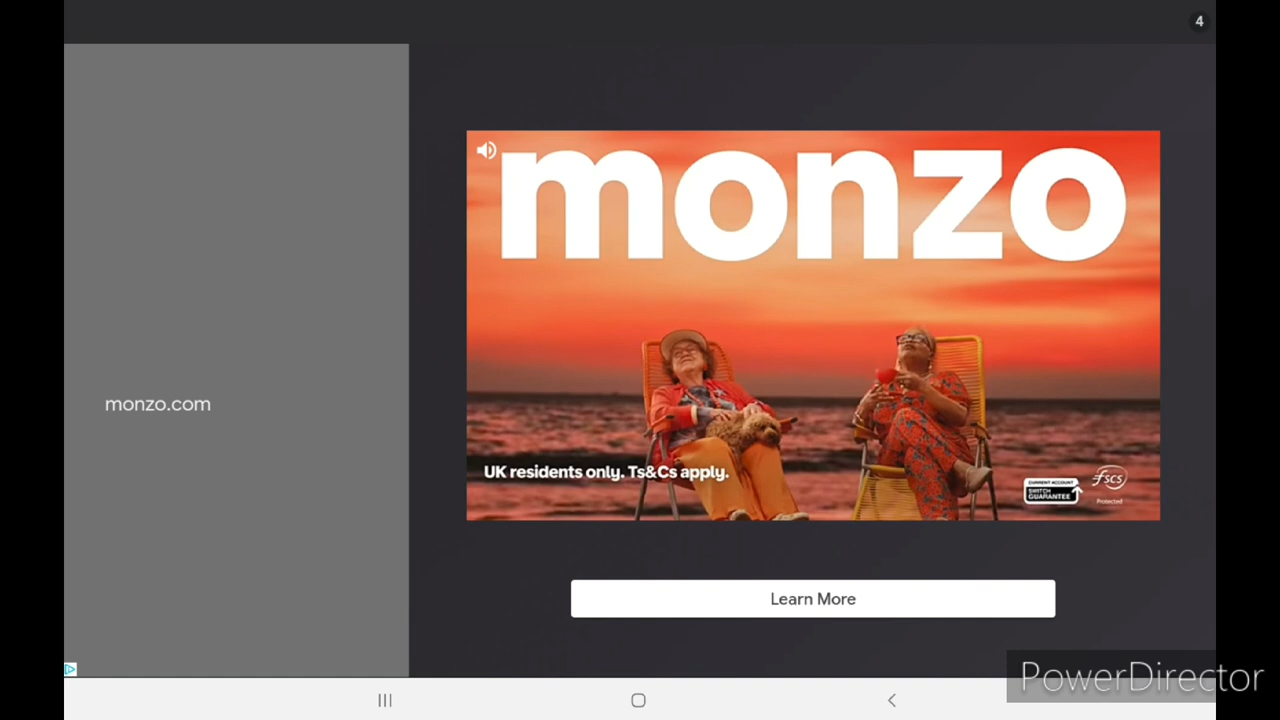 4
monzo
monzo.com
UK residents only. Ts&Cs apply.
CURRENT ACCOUNT
SWITCH
GUARANTEE
fscs
Protected
Learn More
PowerDirector